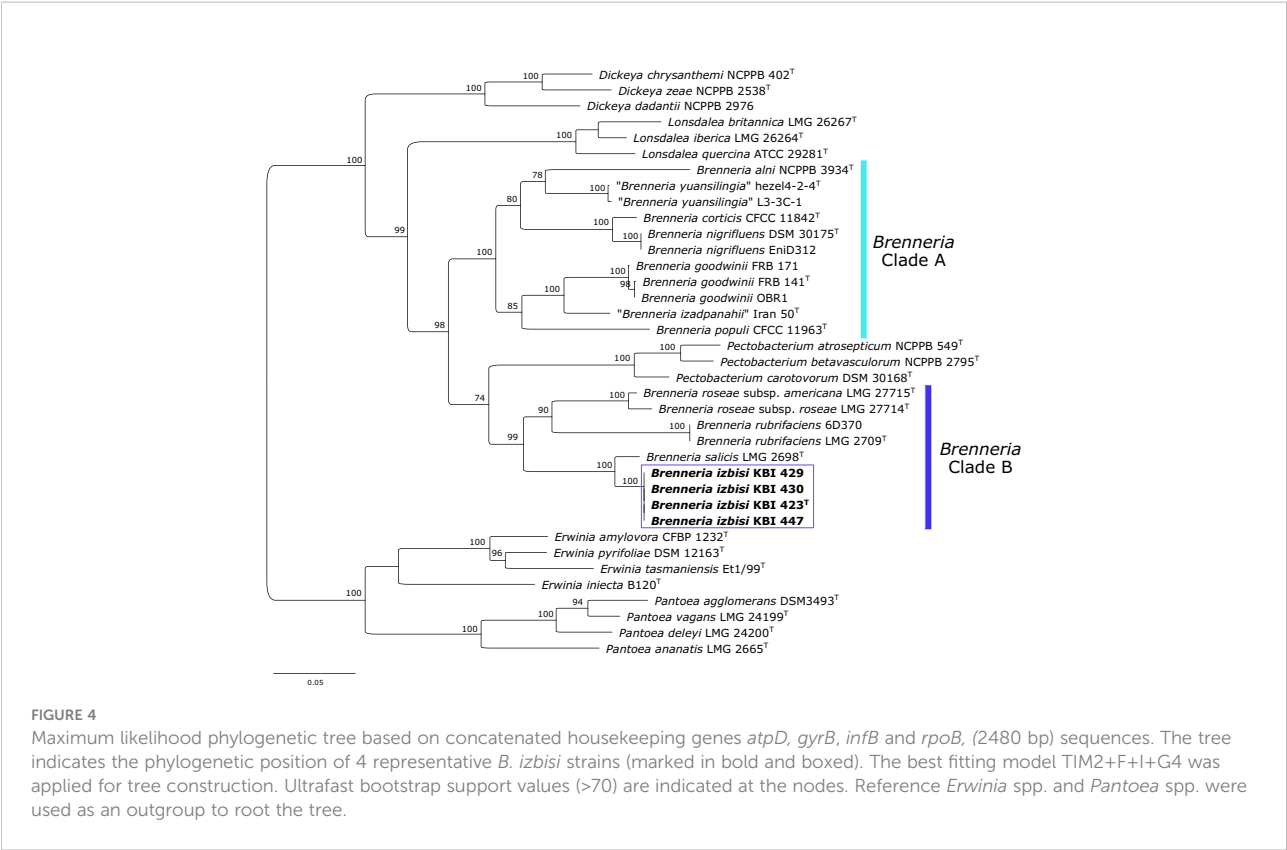 100
100
Dickeya chrysanthemi NCPPB 402ᵀ
Dickeya zeae NCPPB 2538ᵀ
Dickeya dadantii NCPPB 2976
100
Lonsdalea britannica LMG 26267ᵀ
Lonsdalea iberica LMG 26264ᵀ
Lonsdalea quercina ATCC 29281ᵀ
100
99
78
Brenneria alni NCPPB 3934ᵀ
100
"Brenneria yuansilingia" hezel4-2-4ᵀ
"Brenneria yuansilingia" L3-3C-1
80
100
Brenneria corticis CFCC 11842ᵀ
100
Brenneria nigrifluens DSM 30175ᵀ
Brenneria nigrifluens EniD312
100
100
Brenneria goodwinii FRB 171
98
Brenneria goodwinii FRB 141ᵀ
Brenneria goodwinii OBR1
100
"Brenneria izadpanahii" Iran 50ᵀ
85
Brenneria populi CFCC 11963ᵀ
Brenneria
Clade A
98
100
Pectobacterium atrosepticum NCPPB 549ᵀ
Pectobacterium betavasculorum NCPPB 2795ᵀ
100
Pectobacterium carotovorum DSM 30168ᵀ
74
100
Brenneria roseae subsp. americana LMG 27715ᵀ
Brenneria roseae subsp. roseae LMG 27714ᵀ
90
100
Brenneria rubrifaciens 6D370
Brenneria rubrifaciens LMG 2709ᵀ
99
100
Brenneria salicis LMG 2698ᵀ
100
Brenneria izbisi KBI 429
Brenneria izbisi KBI 430
Brenneria izbisi KBI 423ᵀ
Brenneria izbisi KBI 447
Brenneria
Clade B
100
100
Erwinia amylovora CFBP 1232ᵀ
96
Erwinia pyrifoliae DSM 12163ᵀ
Erwinia tasmaniensis Et1/99ᵀ
Erwinia iniecta B120ᵀ
94
Pantoea agglomerans DSM3493ᵀ
100
Pantoea vagans LMG 24199ᵀ
100
Pantoea deleyi LMG 24200ᵀ
Pantoea ananatis LMG 2665ᵀ
0.05
FIGURE 4
Maximum likelihood phylogenetic tree based on concatenated housekeeping genes atpD, gyrB, infB and rpoB, (2480 bp) sequences. The tree
indicates the phylogenetic position of 4 representative B. izbisi strains (marked in bold and boxed). The best fitting model TIM2+F+I+G4 was
applied for tree construction. Ultrafast bootstrap support values (>70) are indicated at the nodes. Reference Erwinia spp. and Pantoea spp. were
used as an outgroup to root the tree.